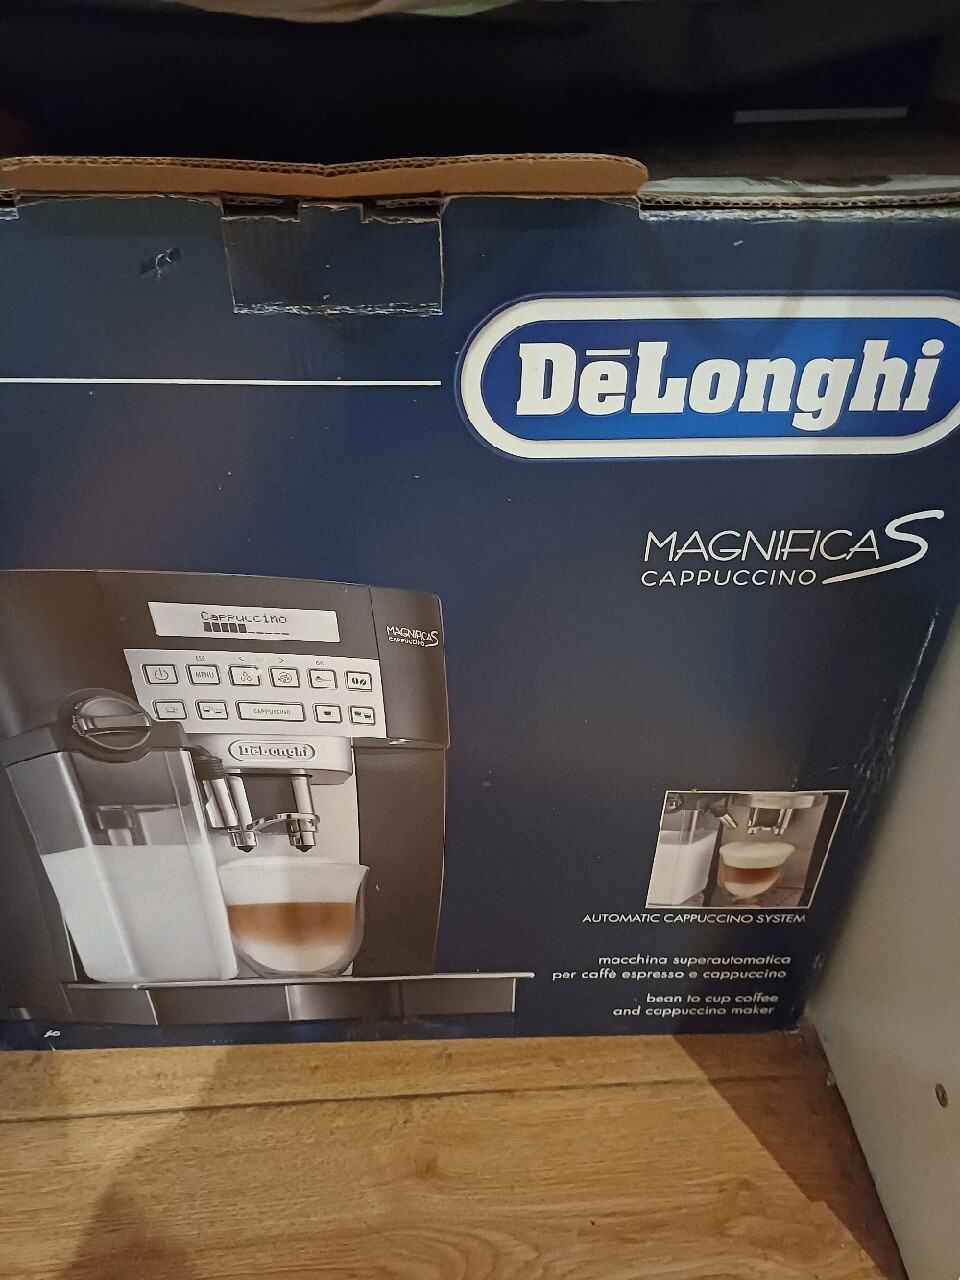 DēLonghi
MAGNIFICA S
CAPPUCCINO
Cappuccino
MAGNIFICA S
CAPPUCCINO
ESC < > OK
MENU
CAPPUCCINO
DēLonghi
AUTOMATIC CAPPUCCINO SYSTEM
macchina superautomatica
per caffè espresso e cappuccino
bean to cup coffee
and cappuccino maker